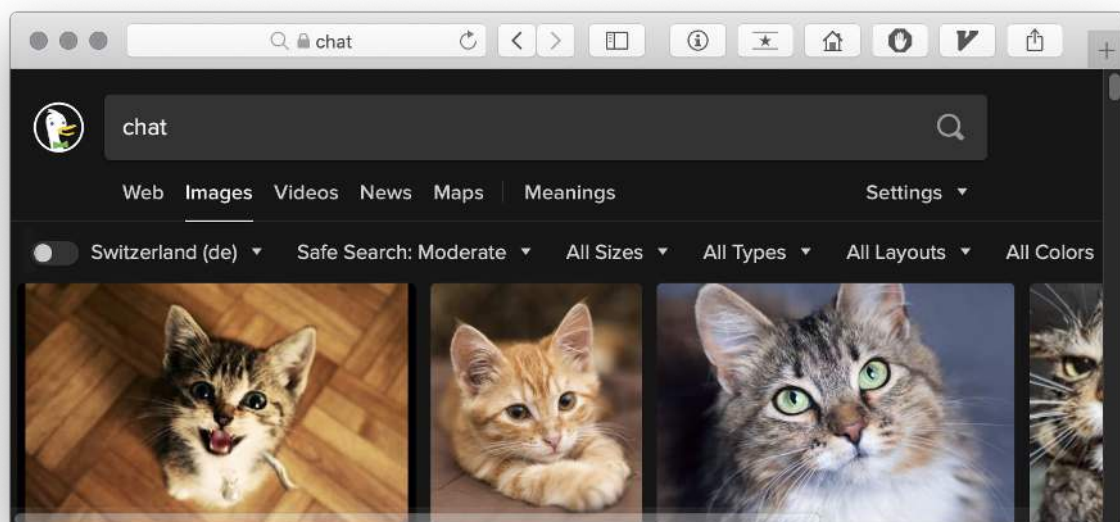 chat
chat
Web Images Videos News Maps Meanings Settings
Switzerland (de) Safe Search: Moderate All Sizes All Types All Layouts All Colors